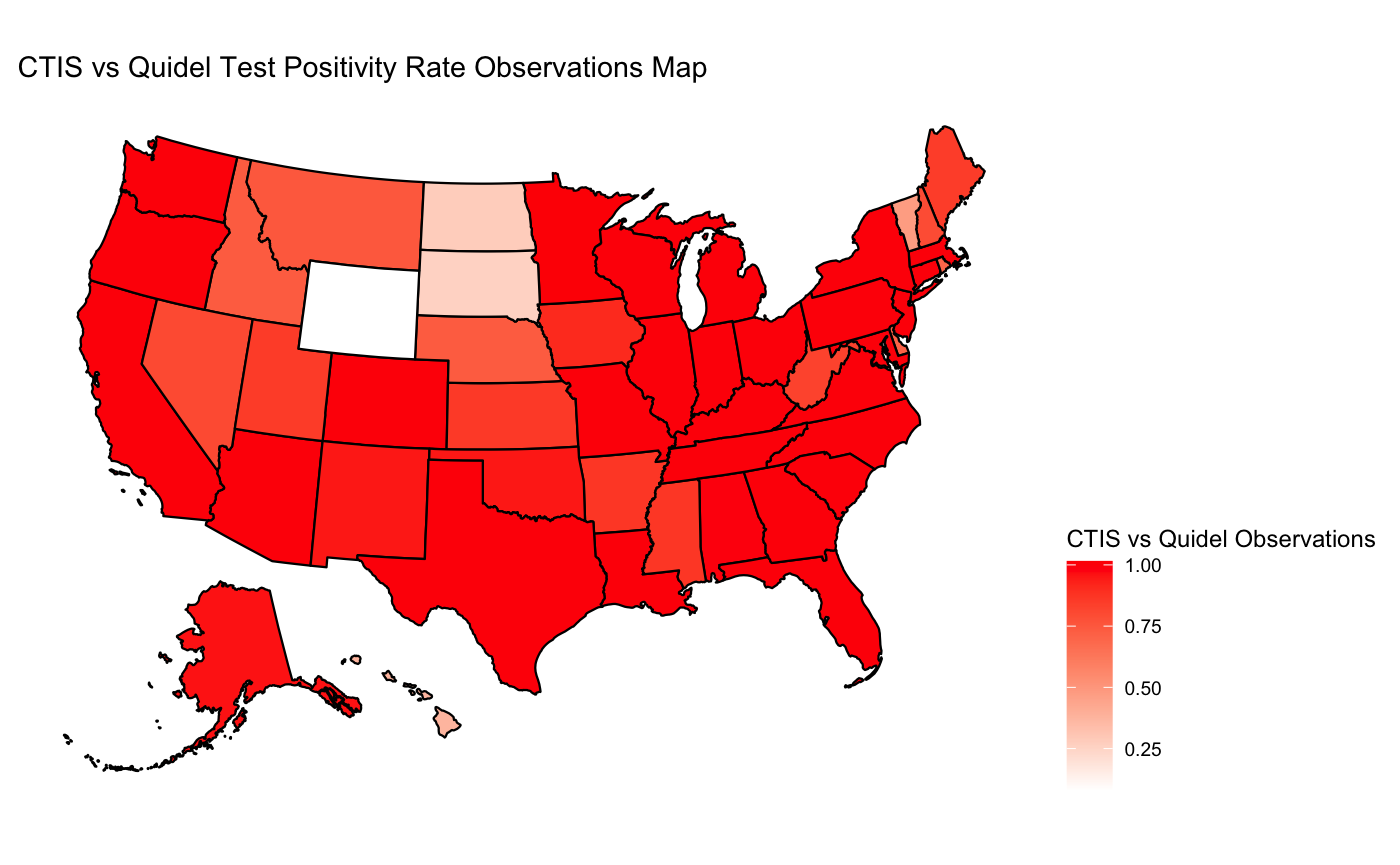 CTIS vs Quidel Test Positivity Rate Observations Map
CTIS vs Quidel Observations
1.00
0.75
0.50
0.25